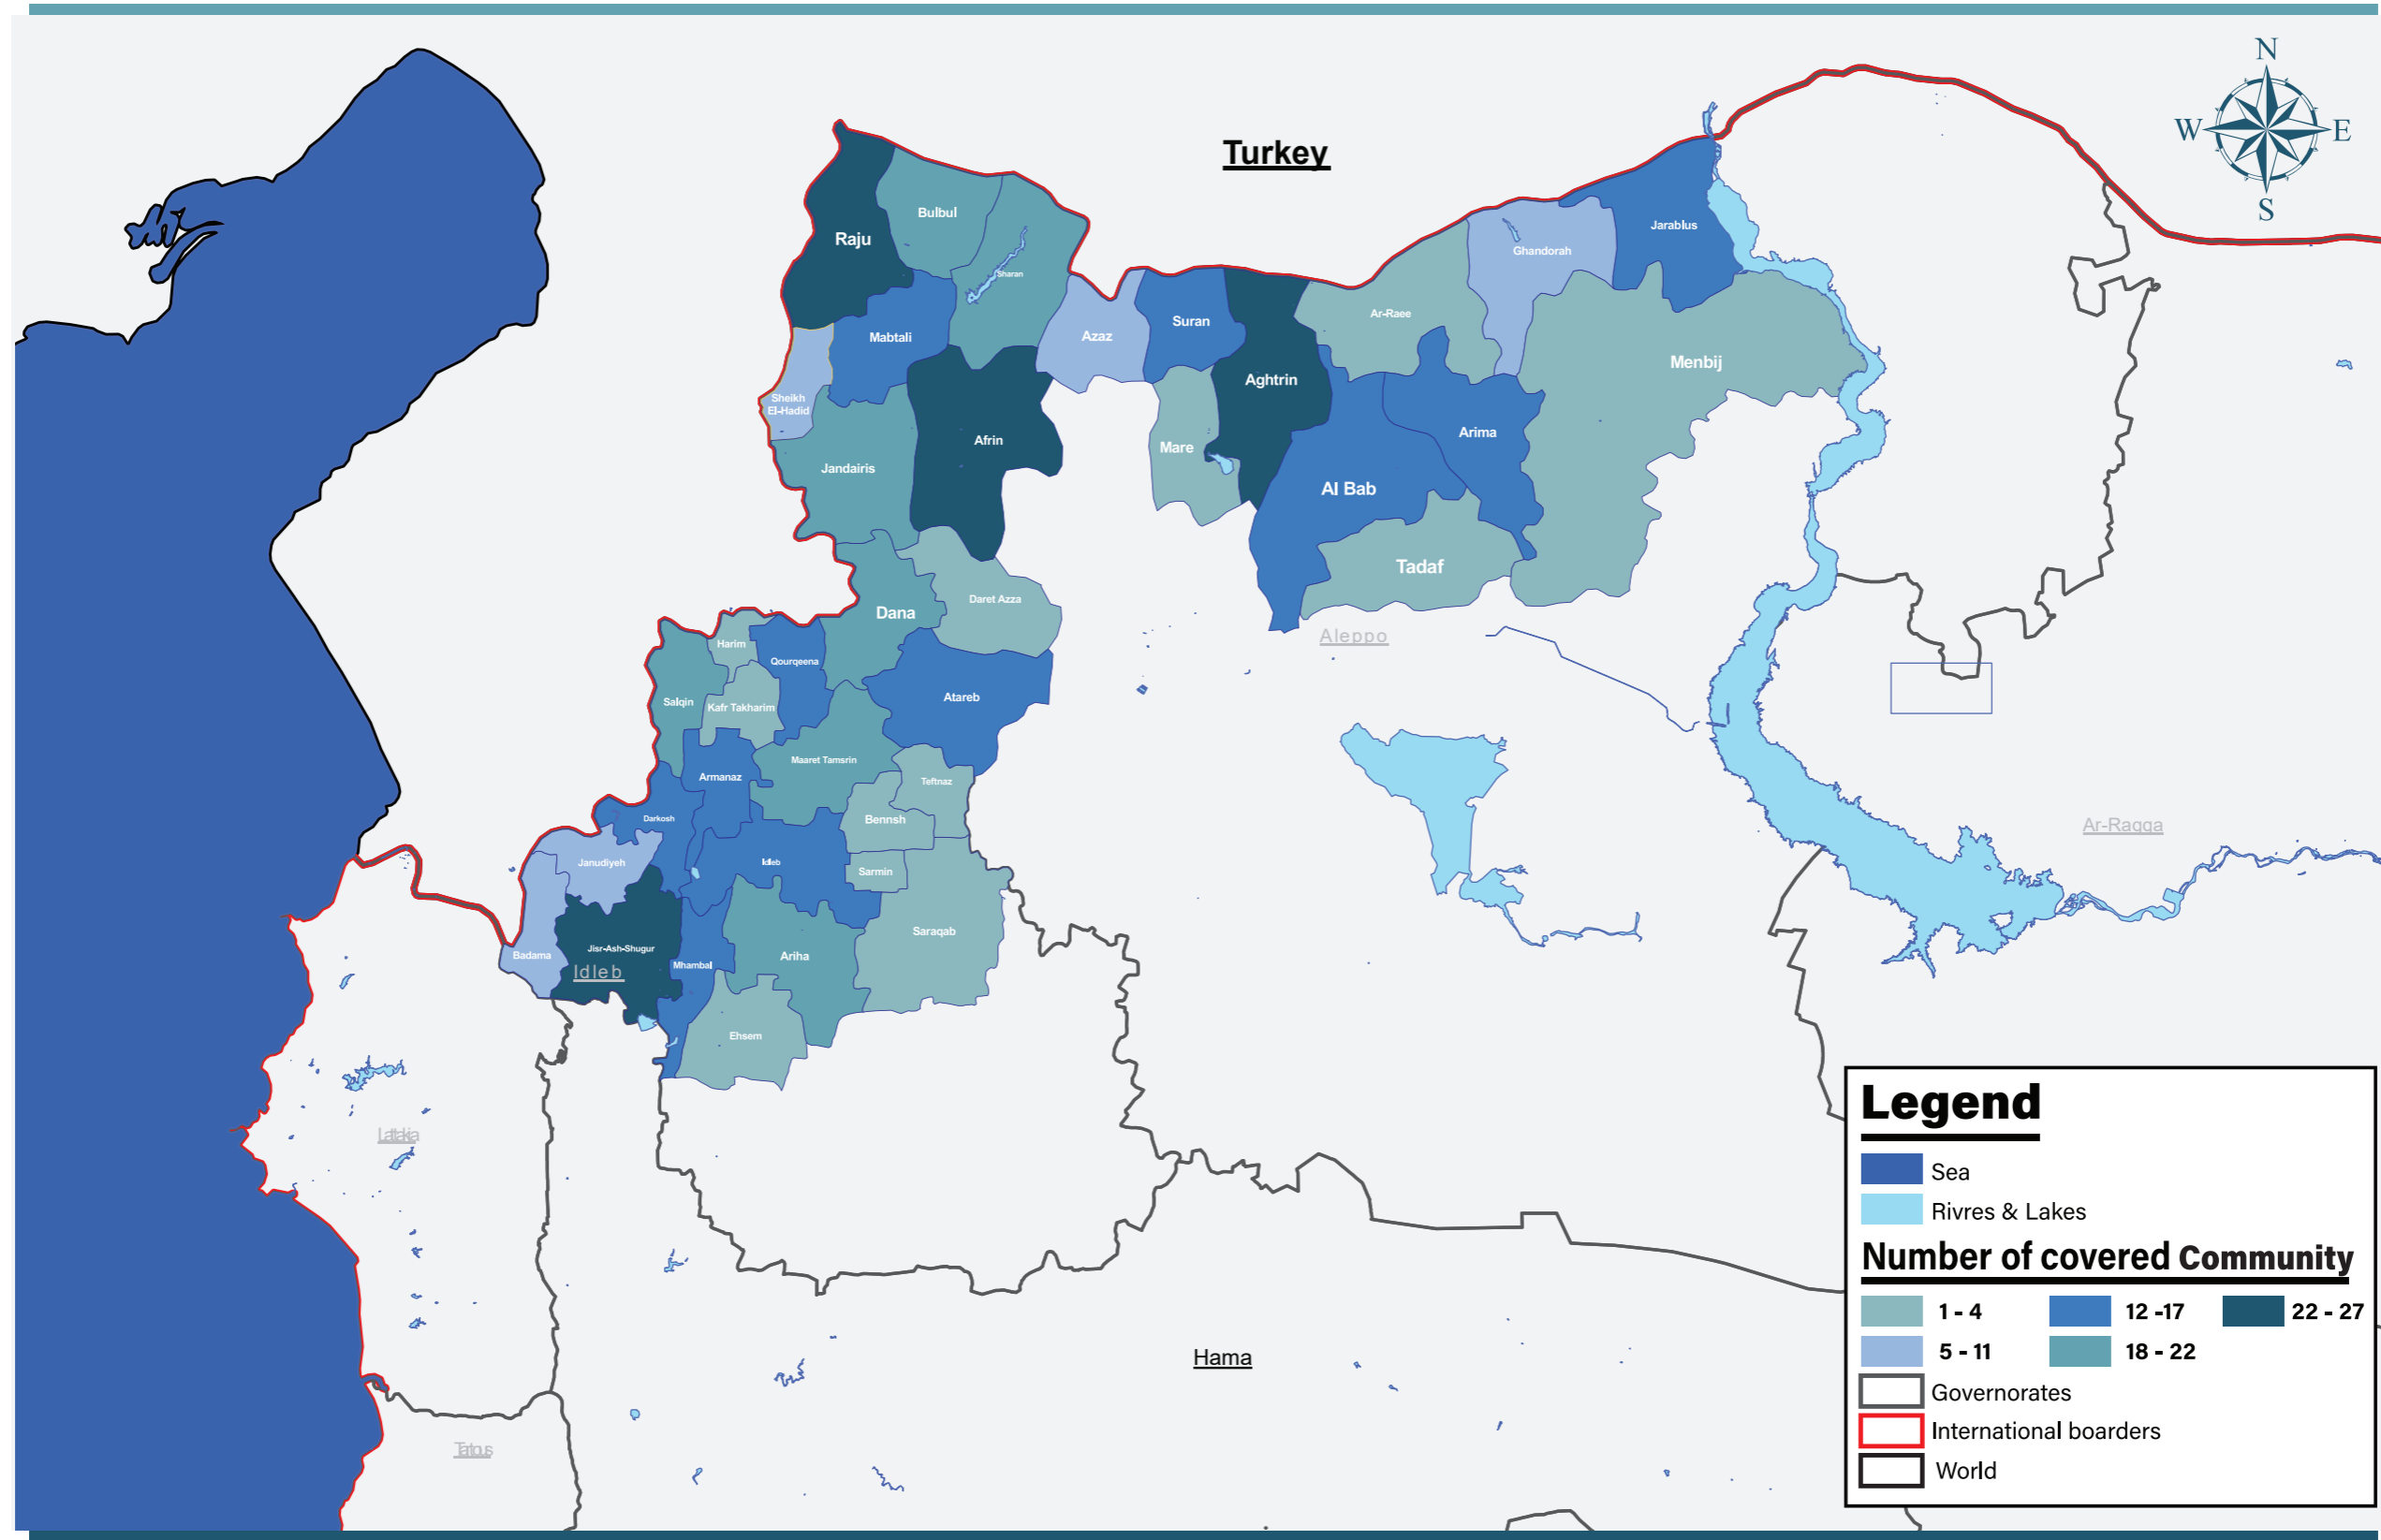 N
W
E
S
Turkey
Raju
Bulbul
Sharan
Mabtali
Azaz
Suran
Aghtrin
Ar-Raee
Ghandorah
Jarablus
Menbij
Sheikh
El-Hadid
Jandairis
Afrin
Mare
Al Bab
Arima
Tadaf
Dana
Daret Azza
Aleppo
Harim
Qourqeena
Salqin
Kafr Takharim
Atareb
Armanaz
Maaret Tamsrin
Teftnaz
Darkosh
Bennsh
Janudiyeh
Idleb
Sarmin
Ar-Raqqa
Badama
Jisr-Ash-Shugur
Idleb
Mhambal
Ariha
Saraqab
Ehsem
Hama
Legend
Sea
Rivres & Lakes
Number of covered Community
1 - 4
12 -17
22 - 27
5 - 11
18 - 22
Governorates
International boarders
World